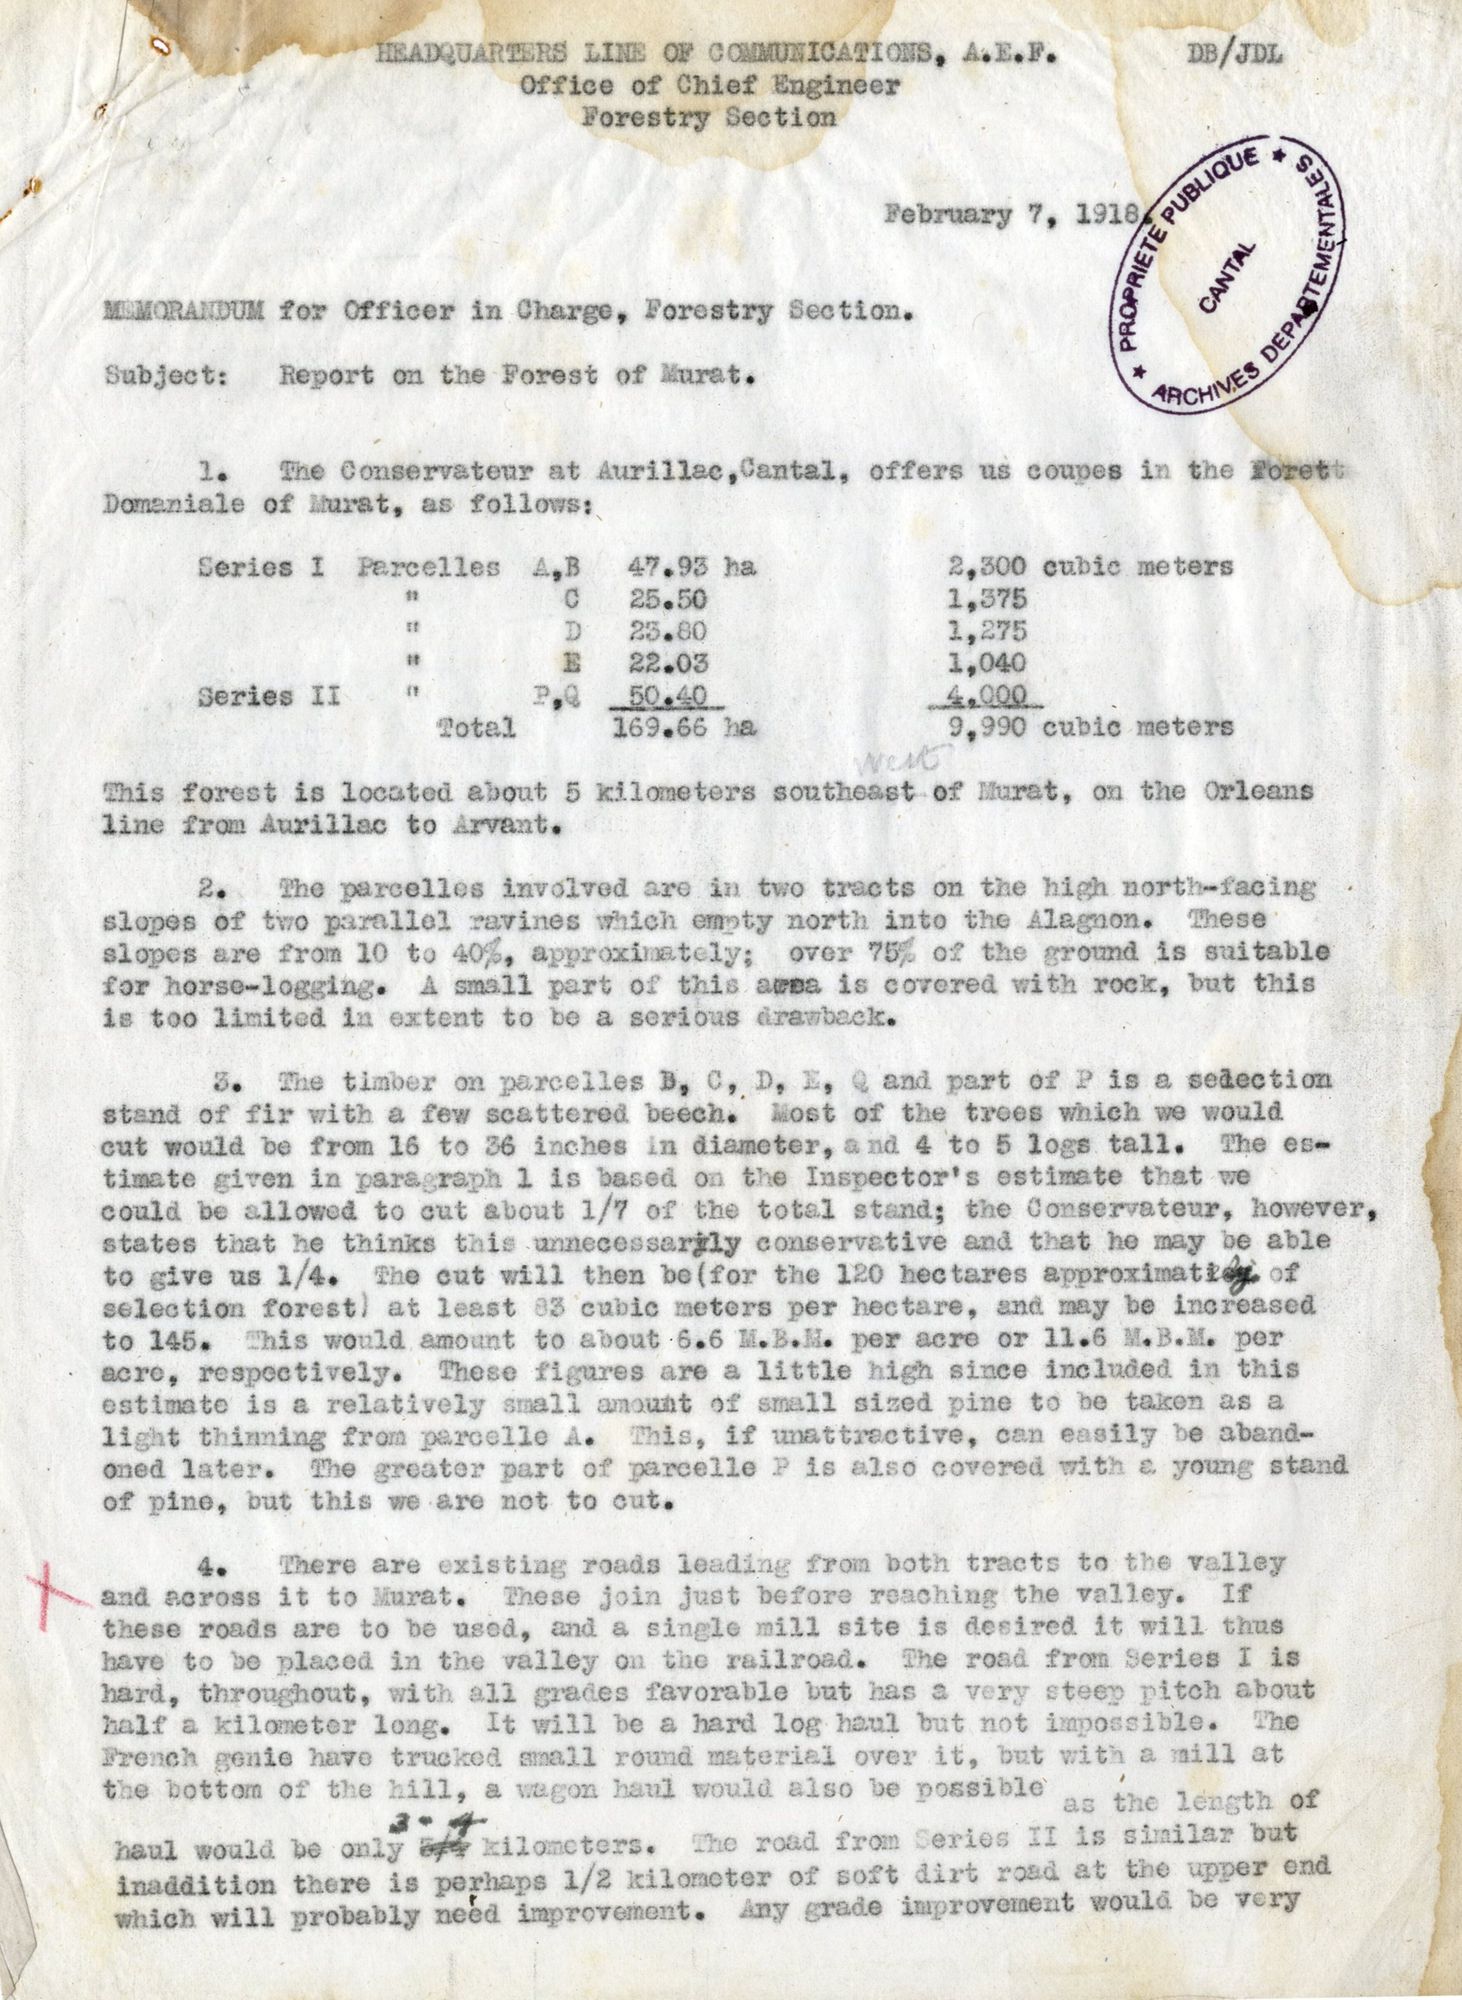 HEADQUARTERS LINE OF COMMUNICATIONS, A.E.F. DB/JDL
Office of Chief Engineer
Forestry Section
February 7, 1918.
★ PROPRIETE PUBLIQUE ★
ARCHIVES DEPARTEMENTALES
CANTAL
MEMORANDUM for Officer in Charge, Forestry Section.
Subject: Report on the Forest of Murat.
1. The Conservateur at Aurillac,Cantal, offers us coupes in the Forett
Domaniale of Murat, as follows:
Series I Parcelles A,B 47.93 ha 2,300 cubic meters
" C 25.50 1,375
" D 23.80 1,275
" E 22.03 1,040
Series II " P,Q 50.40 4.000
Total 169.66 ha 9,990 cubic meters
west
This forest is located about 5 kilometers southeast of Murat, on the Orleans
line from Aurillac to Arvant.
2. The parcelles involved are in two tracts on the high north-facing
slopes of two parallel ravines which empty north into the Alagnon. These
slopes are from 10 to 40%, approximately; over 75% of the ground is suitable
for horse-logging. A small part of this area is covered with rock, but this
is too limited in extent to be a serious drawback.
3. The timber on parcelles B, C, D, E, Q and part of P is a selection
stand of fir with a few scattered beech. Most of the trees which we would
cut would be from 16 to 36 inches in diameter, and 4 to 5 logs tall. The es-
timate given in paragraph 1 is based on the Inspector's estimate that we
could be allowed to cut about 1/7 of the total stand; the Conservateur, however,
states that he thinks this unnecessarily conservative and that he may be able
to give us 1/4. The cut will then be (for the 120 hectares approximately of
selection forest) at least 83 cubic meters per hectare, and may be increased
to 145. This would amount to about 6.6 M.B.M. per acre or 11.6 M.B.M. per
acre, respectively. These figures are a little high since included in this
estimate is a relatively small amount of small sized pine to be taken as a
light thinning from parcelle A. This, if unattractive, can easily be aband-
oned later. The greater part of parcelle P is also covered with a young stand
of pine, but this we are not to cut.
4. There are existing roads leading from both tracts to the valley
and across it to Murat. These join just before reaching the valley. If
these roads are to be used, and a single mill site is desired it will thus
have to be placed in the valley on the railroad. The road from Series I is
hard, throughout, with all grades favorable but has a very steep pitch about
half a kilometer long. It will be a hard log haul but not impossible. The
French genie have trucked small round material over it, but with a mill at
the bottom of the hill, a wagon haul would also be possible as the length of
3 - 4
haul would be only 3/4 kilometers. The road from Series II is similar but
inaddition there is perhaps 1/2 kilometer of soft dirt road at the upper end
which will probably need improvement. Any grade improvement would be very